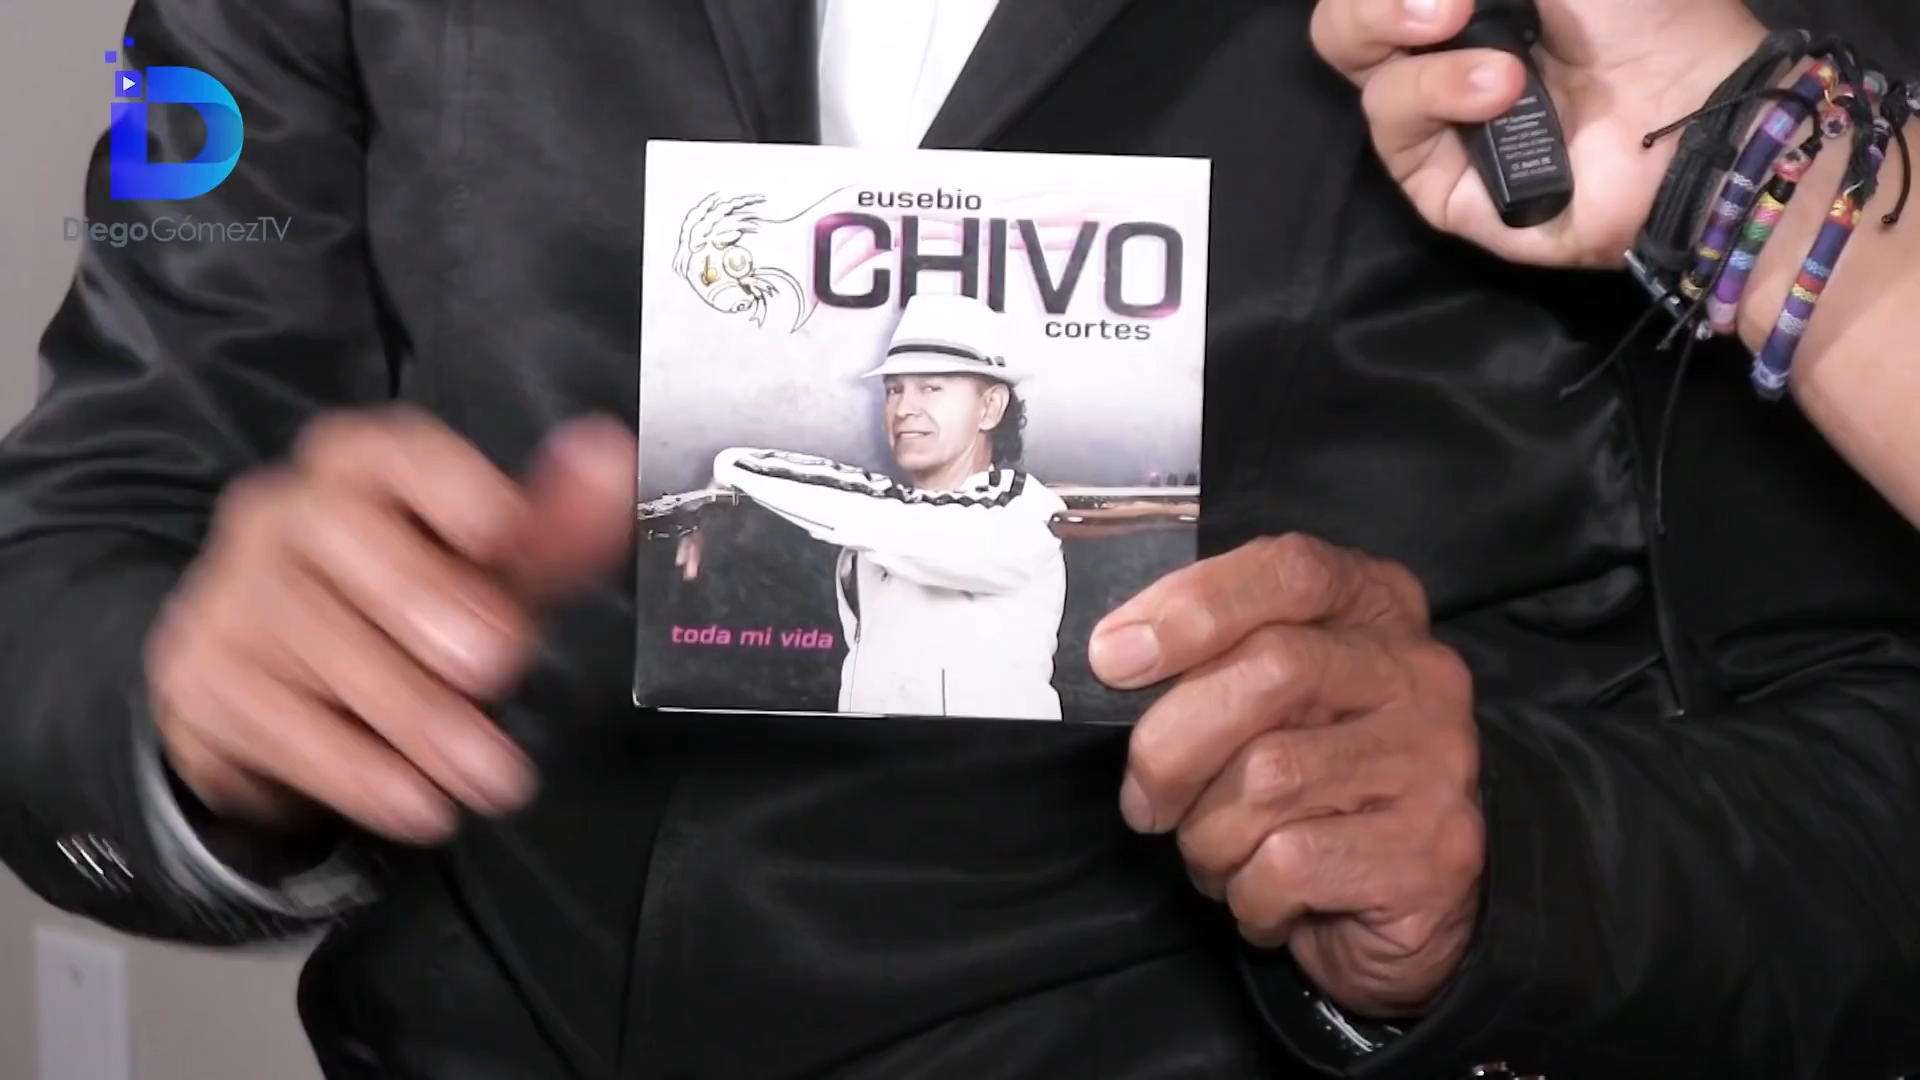 DiegoGómezTV
eusebio
CHIVO
cortes
toda mi vida